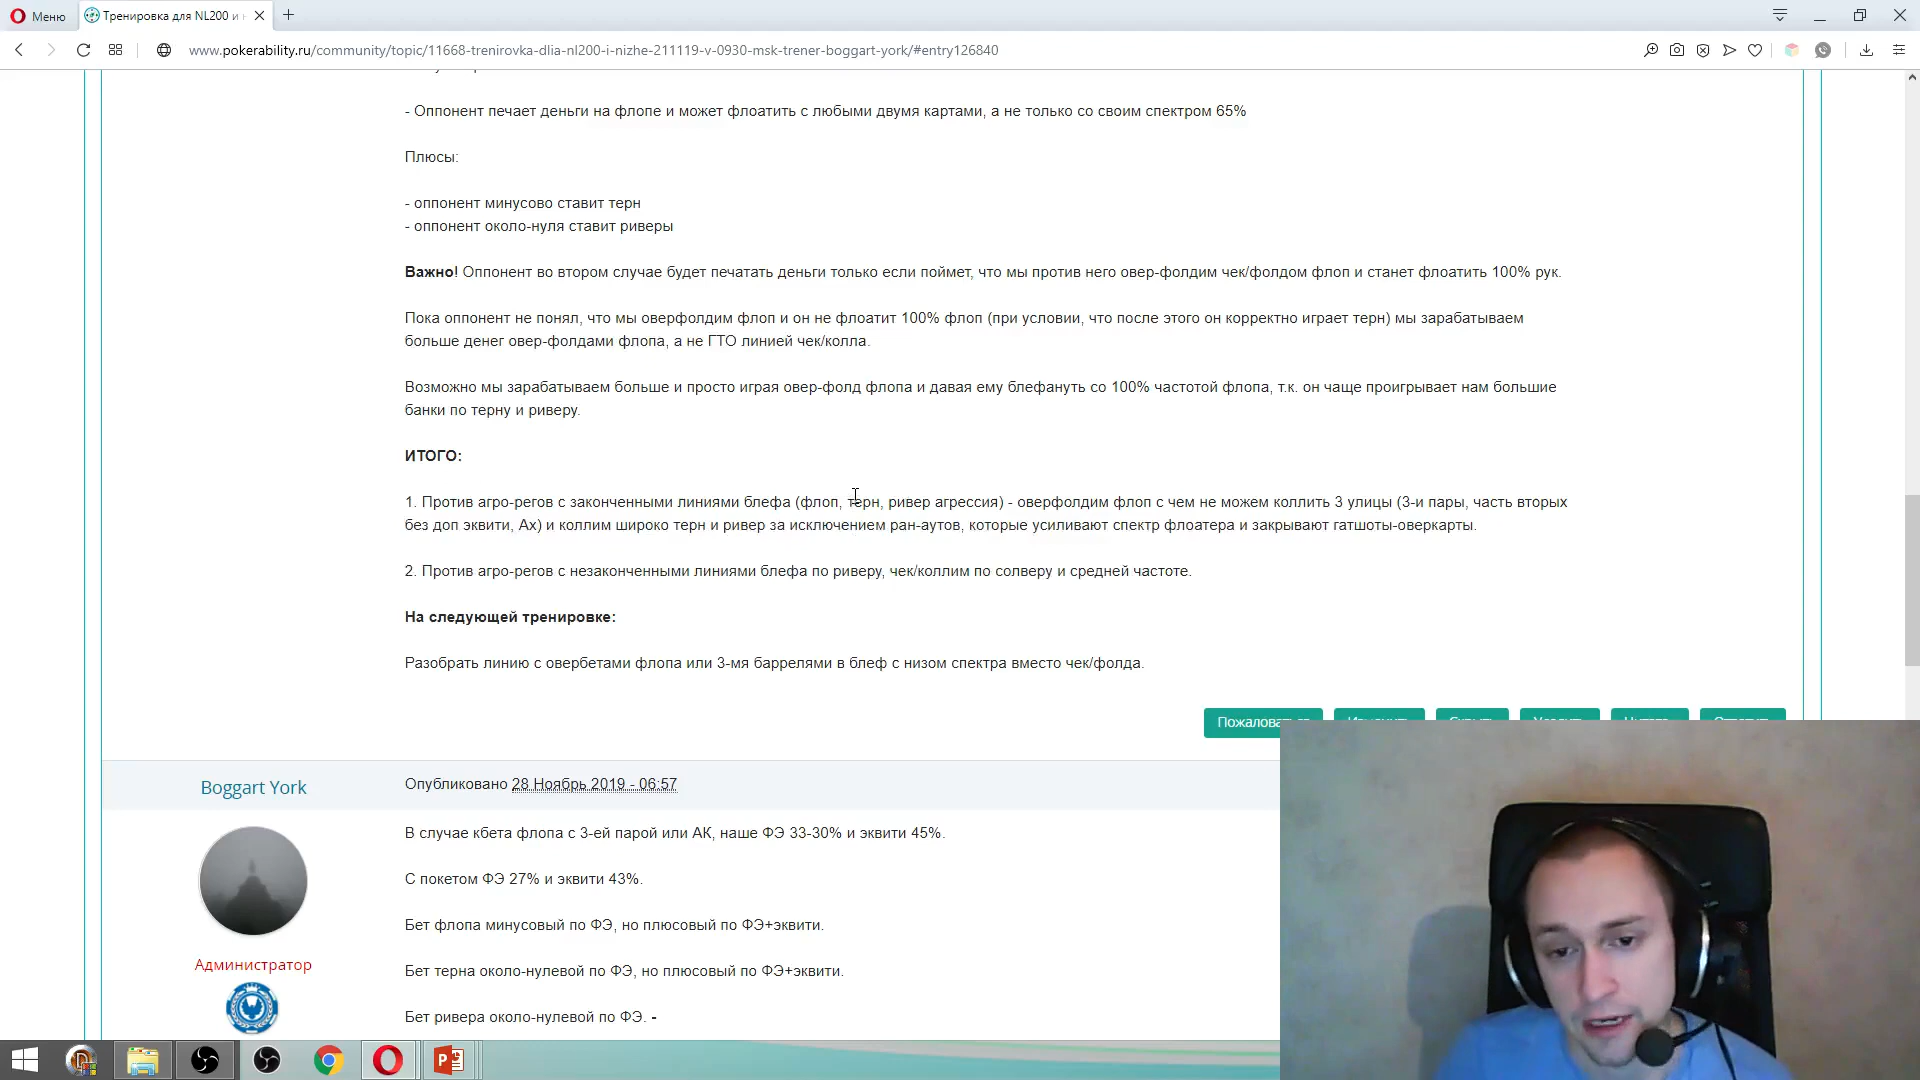 Меню
Тренировка для NL200 и
www.pokerability.ru/community/topic/11668-trenirovka-dlia-nl200-i-nizhe-211119-v-0930-msk-trener-boggart-york/#entry126840
- Оппонент печает деньги на флопе и может флоатить с любыми двумя картами, а не только со своим спектром 65%
Плюсы:
- оппонент минусово ставит терн
- оппонент около-нуля ставит риверы
Важно! Оппонент во втором случае будет печатать деньги только если поймет, что мы против него овер-фолдим чек/фолдом флоп и станет флоатить 100% рук.
Пока оппонент не понял, что мы оверфолдим флоп и он не флоатит 100% флоп (при условии, что после этого он корректно играет терн) мы зарабатываем
больше денег овер-фолдами флопа, а не ГТО линией чек/колла.
Возможно мы зарабатываем больше и просто играя овер-фолд флопа и давая ему блефануть со 100% частотой флопа, т.к. он чаще проигрывает нам большие
банки по терну и риверу.
ИТОГО:
1. Против агро-регов с законченными линиями блефа (флоп, терн, ривер агрессия) - оверфолдим флоп с чем не можем коллить 3 улицы (3-и пары, часть вторых
без доп эквити, Ах) и коллим широко терн и ривер за исключением ран-аутов, которые усиливают спектр флоатера и закрывают гатшоты-оверкарты.
2. Против агро-регов с незаконченными линиями блефа по риверу, чек/коллим по солверу и средней частоте.
На следующей тренировке:
Разобрать линию с овербетами флопа или 3-мя баррелями в блеф с низом спектра вместо чек/фолда.
Boggart York
Опубликовано 28 Ноябрь 2019 - 06:57
В случае кбета флопа с 3-ей парой или АК, наше ФЭ 33-30% и эквити 45%.
С покетом ФЭ 27% и эквити 43%.
Бет флопа минусовый по ФЭ, но плюсовый по ФЭ+эквити.
Администратор
Бет терна около-нулевой по ФЭ, но плюсовый по ФЭ+эквити.
Бет ривера около-нулевой по ФЭ. -